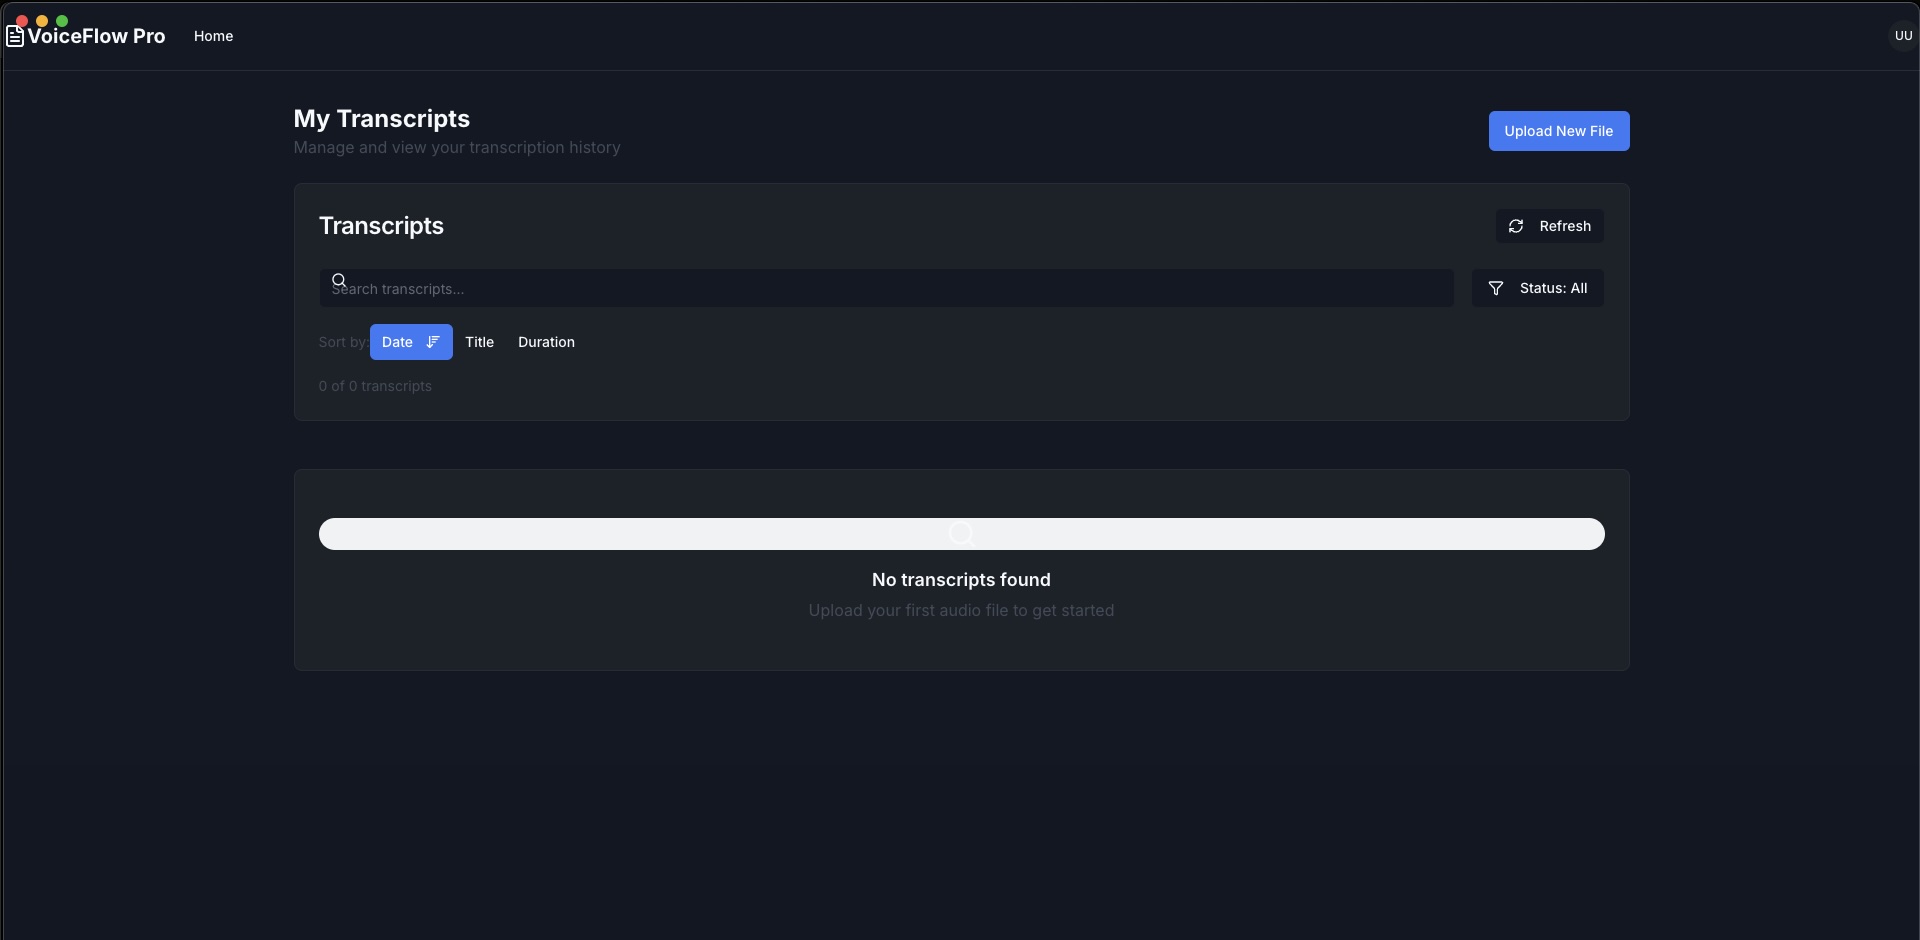 VoiceFlow Pro
Home
UU
My Transcripts
Manage and view your transcription history
Upload New File
Transcripts
Refresh
Search transcripts...
Status: All
Sort by:
Date
Title
Duration
0 of 0 transcripts
No transcripts found
Upload your first audio file to get started